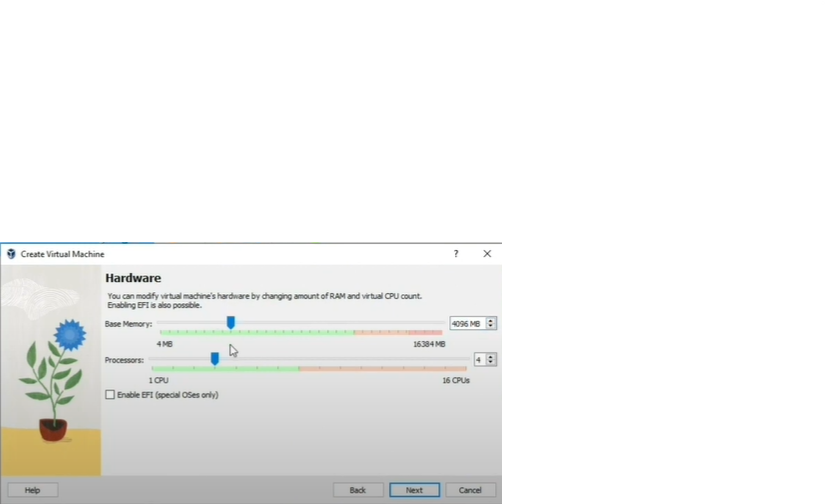 Create Virtual Machine
?
Hardware
You can modify virtual machine's hardware by changing amount of RAM and virtual CPU count.
Enabling EFI is also possible.
Base Memory:
4096 MB
4 MB
16384 MB
Processors:
4
1 CPU
16 CPUs
Enable EFI (special OSes only)
Help
Back
Next
Cancel